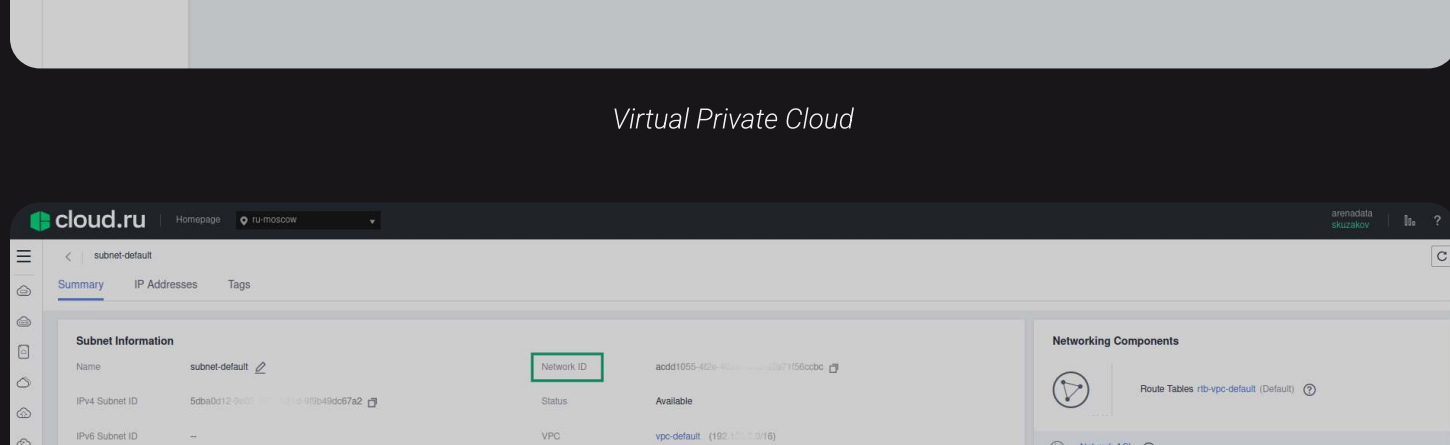 Virtual Private Cloud
cloud.ru Homepage ru-moscow arenadata
skuzakov ?
subnet-default
Summary IP Addresses Tags
Subnet Information Networking Components
Name subnet-default Network ID
Route Tables rtb-vpc-default (Default)
IPv4 Subnet ID Status Available
IPv6 Subnet ID -- VPC vpc-default